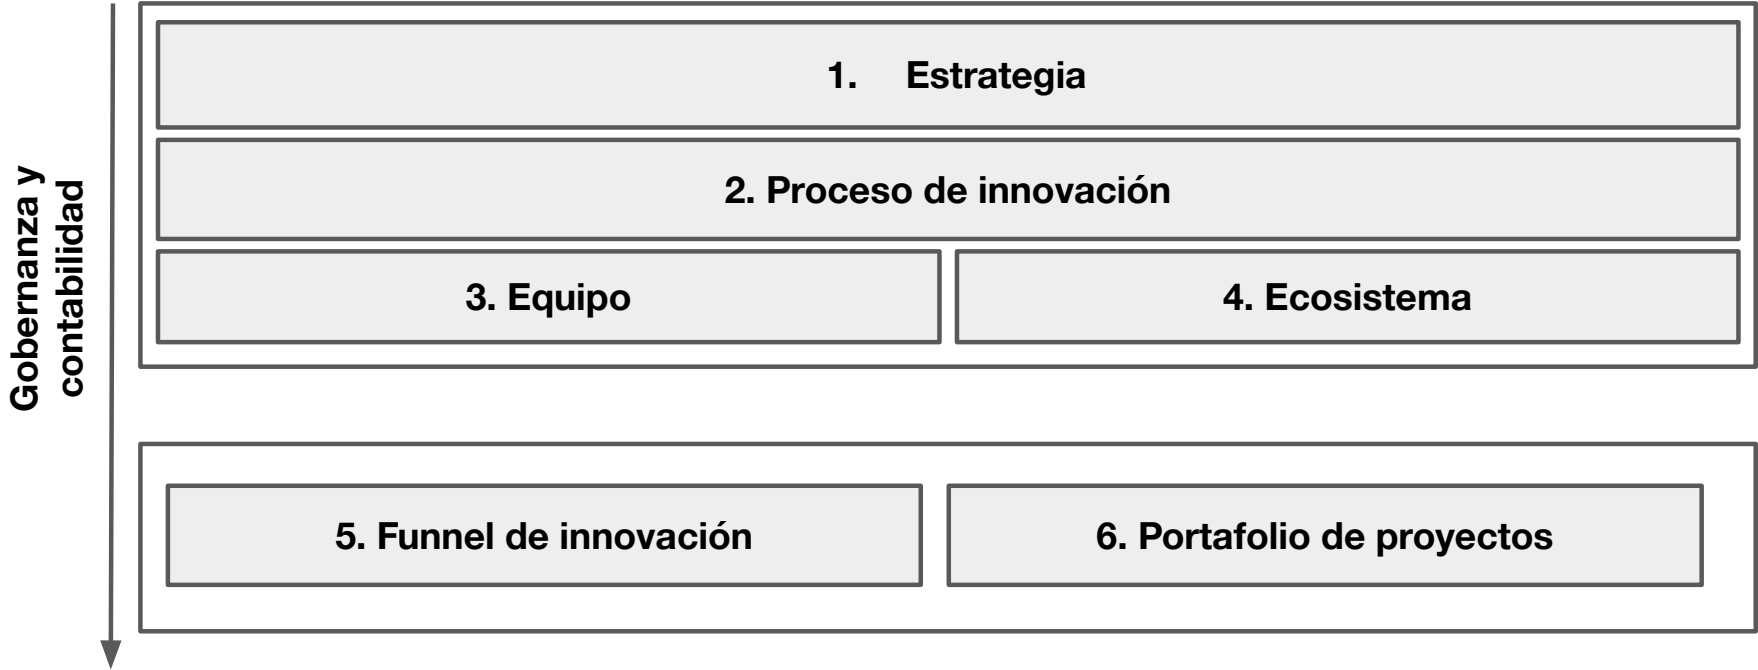 Gobernanza y
contabilidad
1. Estrategia
2. Proceso de innovación
3. Equipo
4. Ecosistema
5. Funnel de innovación
6. Portafolio de proyectos